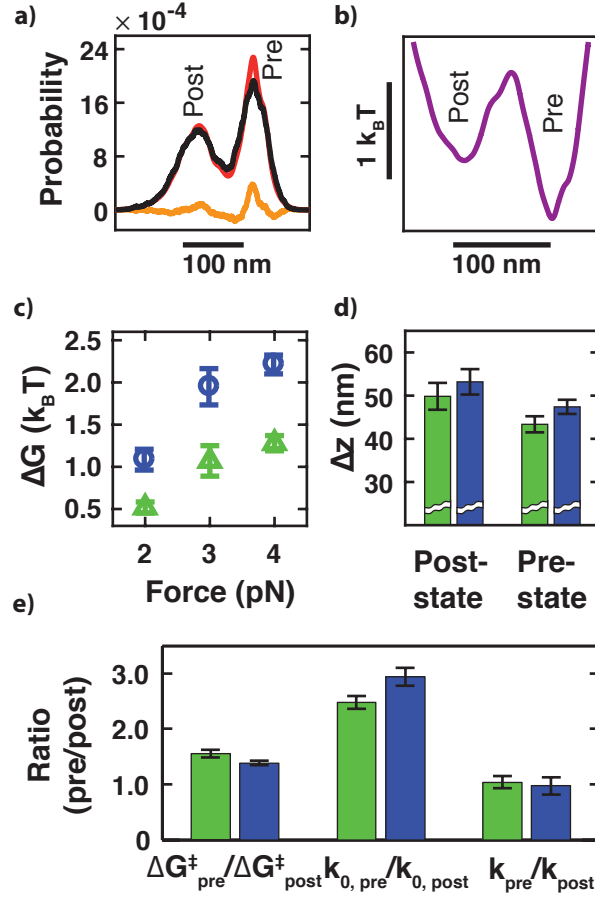 a)
× 10⁻⁴
Probability
24
16
8
0
Post
Pre
100 nm
b)
1 k_BT
Post
Pre
100 nm
c)
ΔG (k_BT)
2.5
2.0
1.5
1.0
0.5
2 3 4
Force (pN)
d)
Δz (nm)
60
50
40
30
Post-
state
Pre-
state
e)
Ratio
(pre/post)
3.0
2.0
1.0
0
ΔG‡pre/ΔG‡post k0, pre/k0, post kpre/kpost